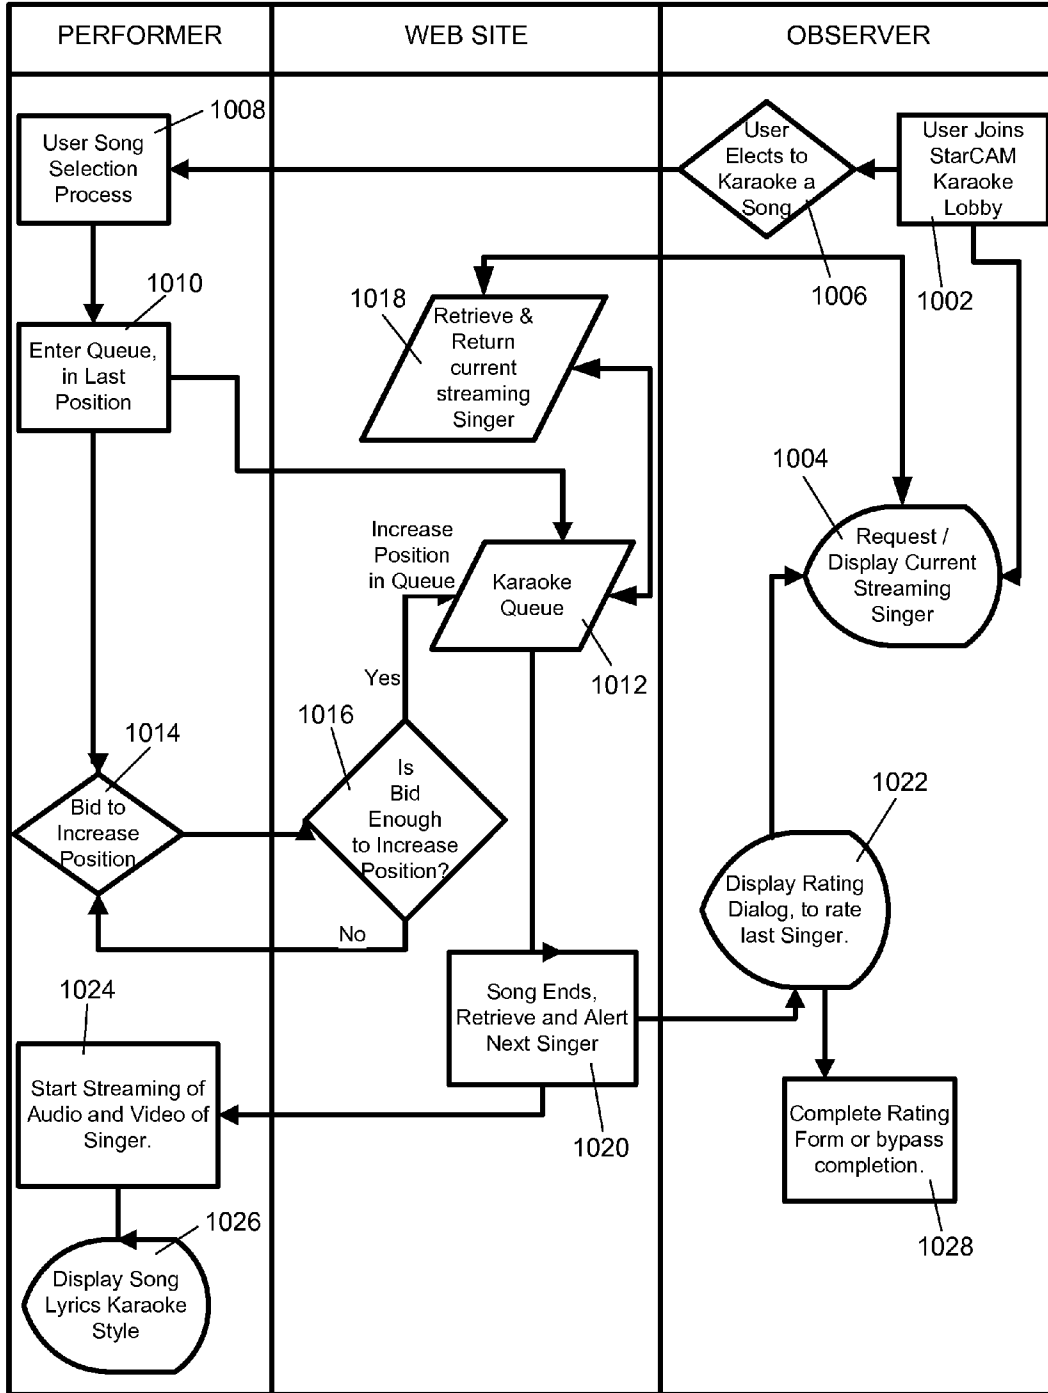 PERFORMER
WEB SITE
OBSERVER
1008
User Song
Selection
Process
User
Elects to
Karaoke a
Song
1006
User Joins
StarCAM
Karaoke
Lobby
1002
1010
Enter Queue,
in Last
Position
1018
Retrieve &
Return
current
streaming
Singer
1004
Request /
Display Current
Streaming
Singer
Increase
Position
in Queue
Karaoke
Queue
1012
Yes
1014
Bid to
Increase
Position
1016
Is
Bid
Enough
to Increase
Position?
No
1022
Display Rating
Dialog, to rate
last Singer.
Song Ends,
Retrieve and Alert
Next Singer
1020
1024
Start Streaming of
Audio and Video of
Singer.
Complete Rating
Form or bypass
completion.
1028
1026
Display Song
Lyrics Karaoke
Style